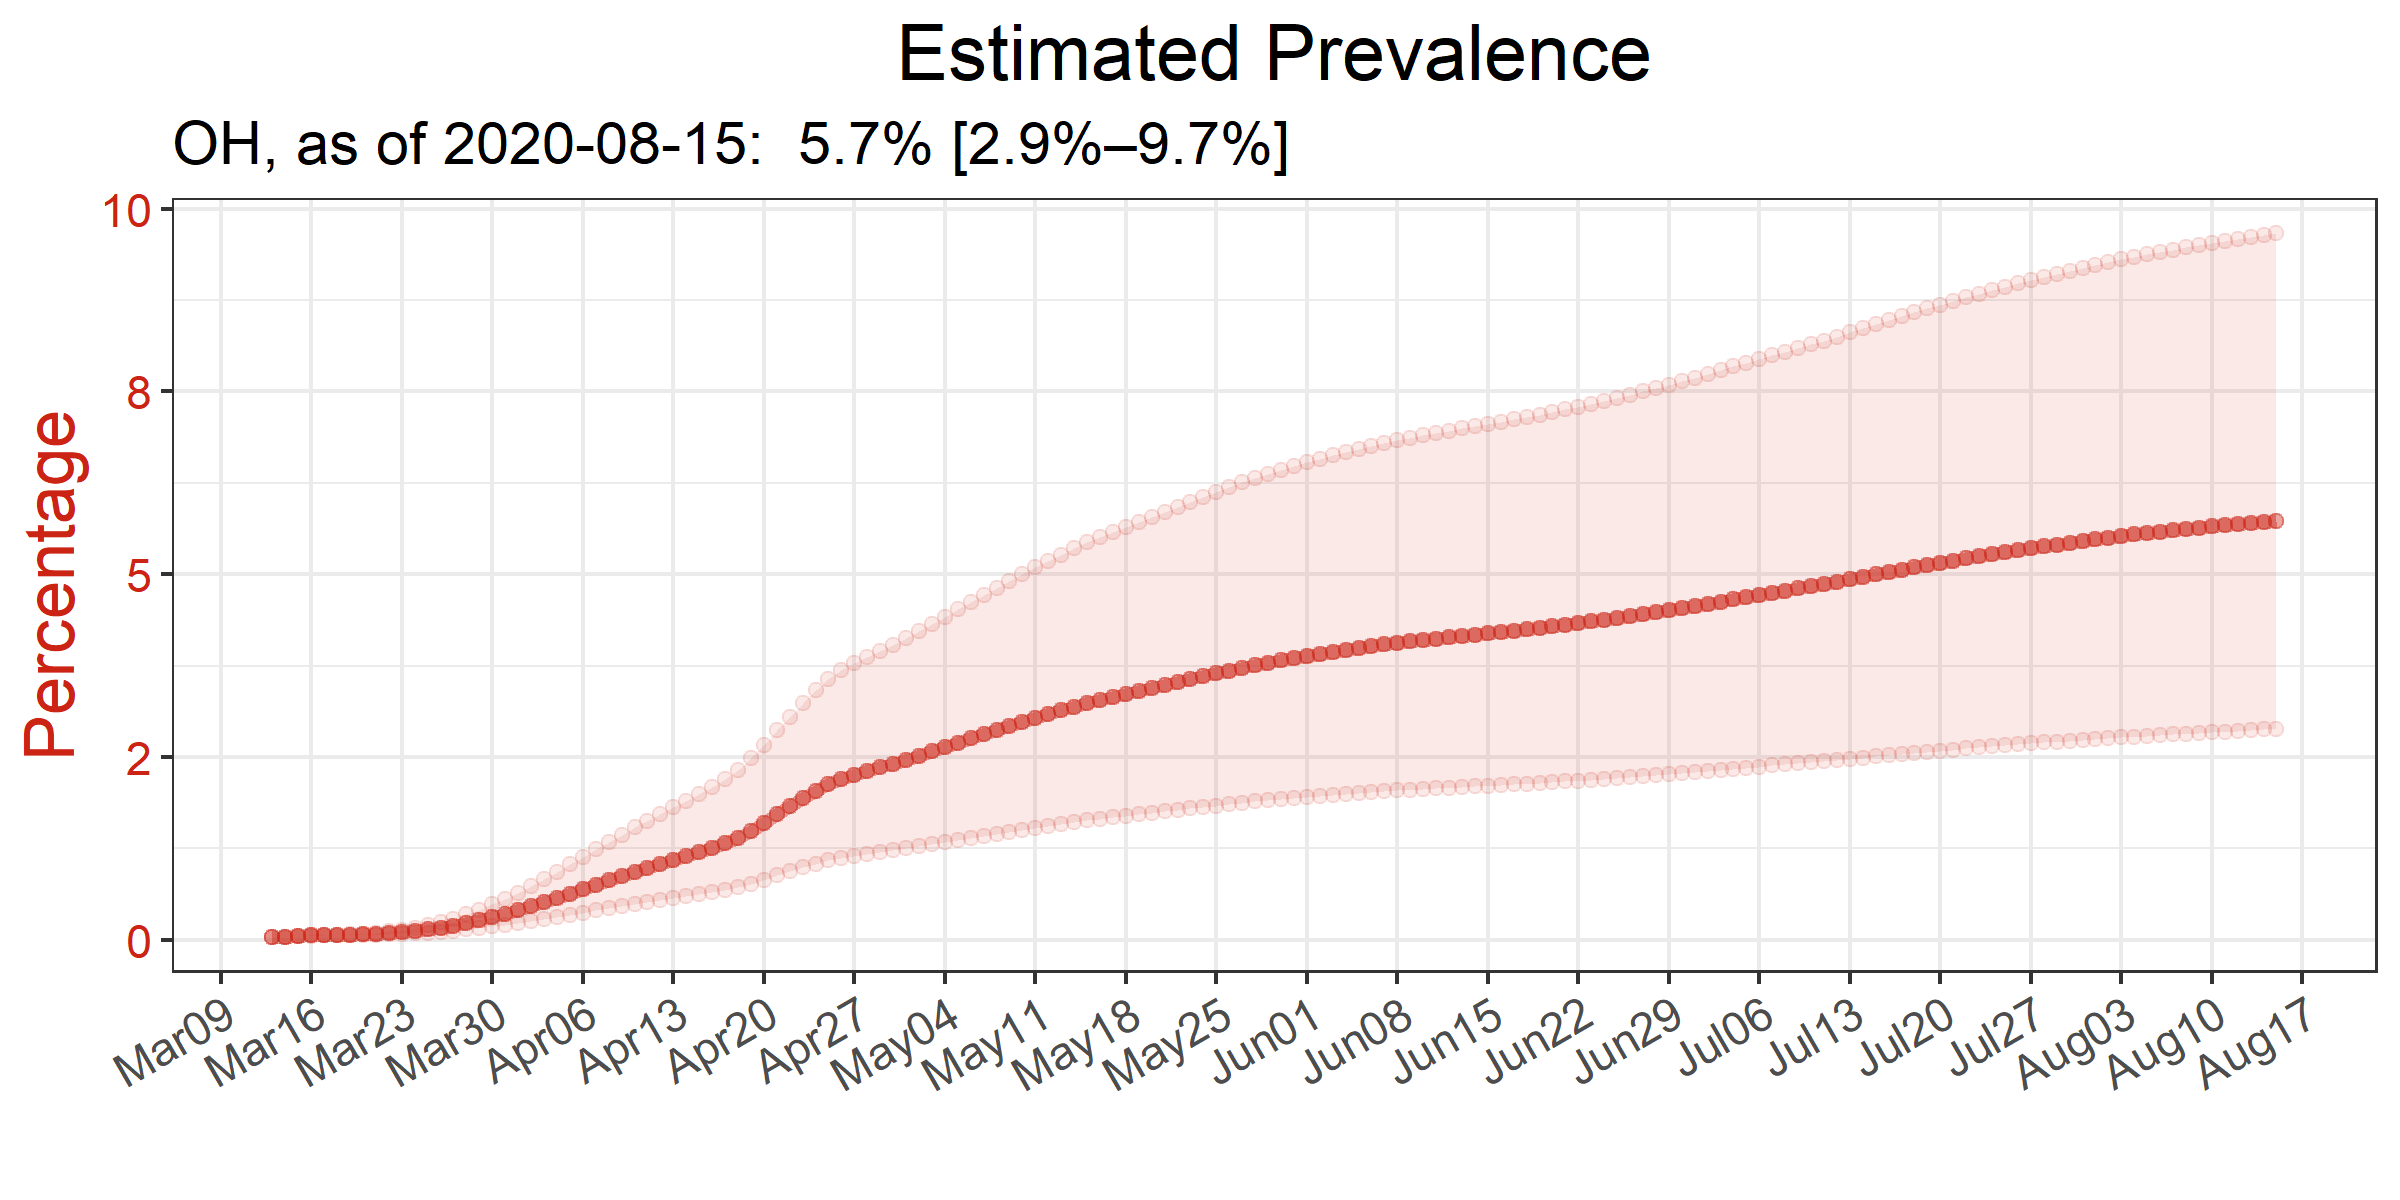 Estimated Prevalence
OH, as of 2020-08-15:  5.7% [2.9%–9.7%]
Percentage
10
8
5
2
0
Mar09
Mar16
Mar23
Mar30
Apr06
Apr13
Apr20
Apr27
May04
May11
May18
May25
Jun01
Jun08
Jun15
Jun22
Jun29
Jul06
Jul13
Jul20
Jul27
Aug03
Aug10
Aug17